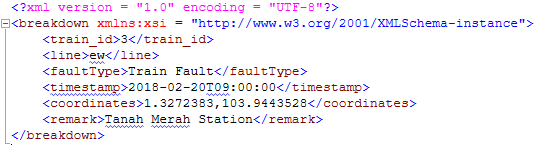 <?xml version = "1.0" encoding = "UTF-8"?>
<breakdown xmlns:xsi = "http://www.w3.org/2001/XMLSchema-instance">
<train_id>3</train_id>
<line>ew</line>
<faultType>Train Fault</faultType>
<timestamp>2018-02-20T09:00:00</timestamp>
<coordinates>1.3272383,103.9443528</coordinates>
<remark>Tanah Merah Station</remark>
</breakdown>